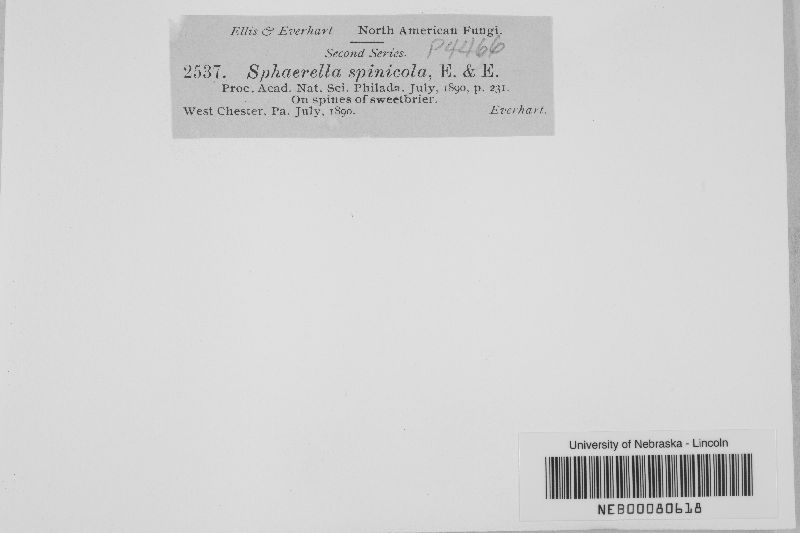 Ellis & Everhart North American Fungi.
Second Series. P4466
2537. Sphaerella spinicola, E. & E.
Proc. Acad. Nat. Sci. Philada. July, 1890, p. 231.
On spines of sweetbrier.
West Chester, Pa. July, 1890. Everhart.
University of Nebraska - Lincoln
NEB00080618